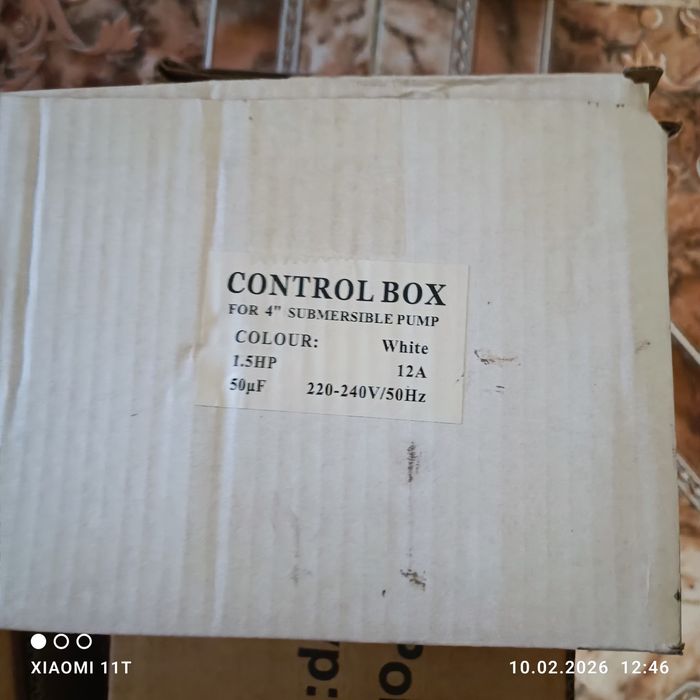 CONTROL BOX
FOR 4" SUBMERSIBLE PUMP
COLOUR: White
1.5HP 12A
50µF 220-240V/50Hz
XIAOMI 11T
10.02.2026 12:46